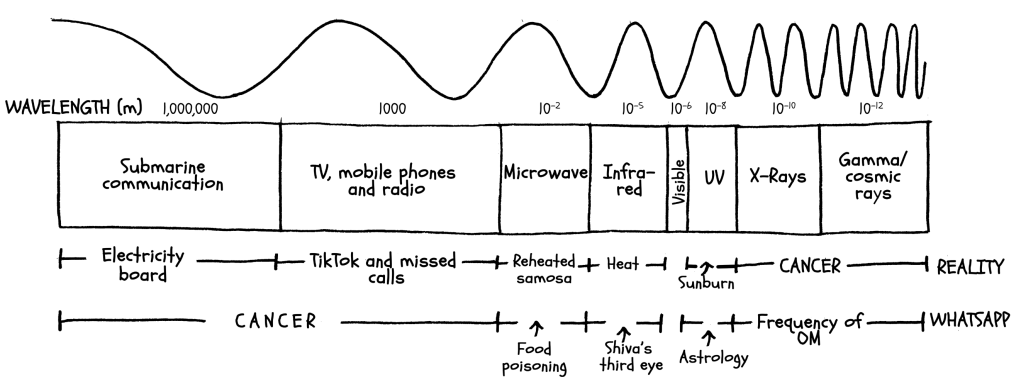 WAVELENGTH (m) 1,000,000 1000 10⁻² 10⁻⁵ 10⁻⁶ 10⁻⁸ 10⁻¹⁰ 10⁻¹²
Submarine
communication
TV, mobile phones
and radio
Microwave
Infra-
red
Visible
UV
X-Rays
Gamma/
cosmic
rays
Electricity
board
TikTok and missed
calls
Reheated
samosa
Heat
Sunburn
CANCER
REALITY
CANCER
Food
poisoning
Shiva's
third eye
Astrology
Frequency of
OM
WHATSAPP